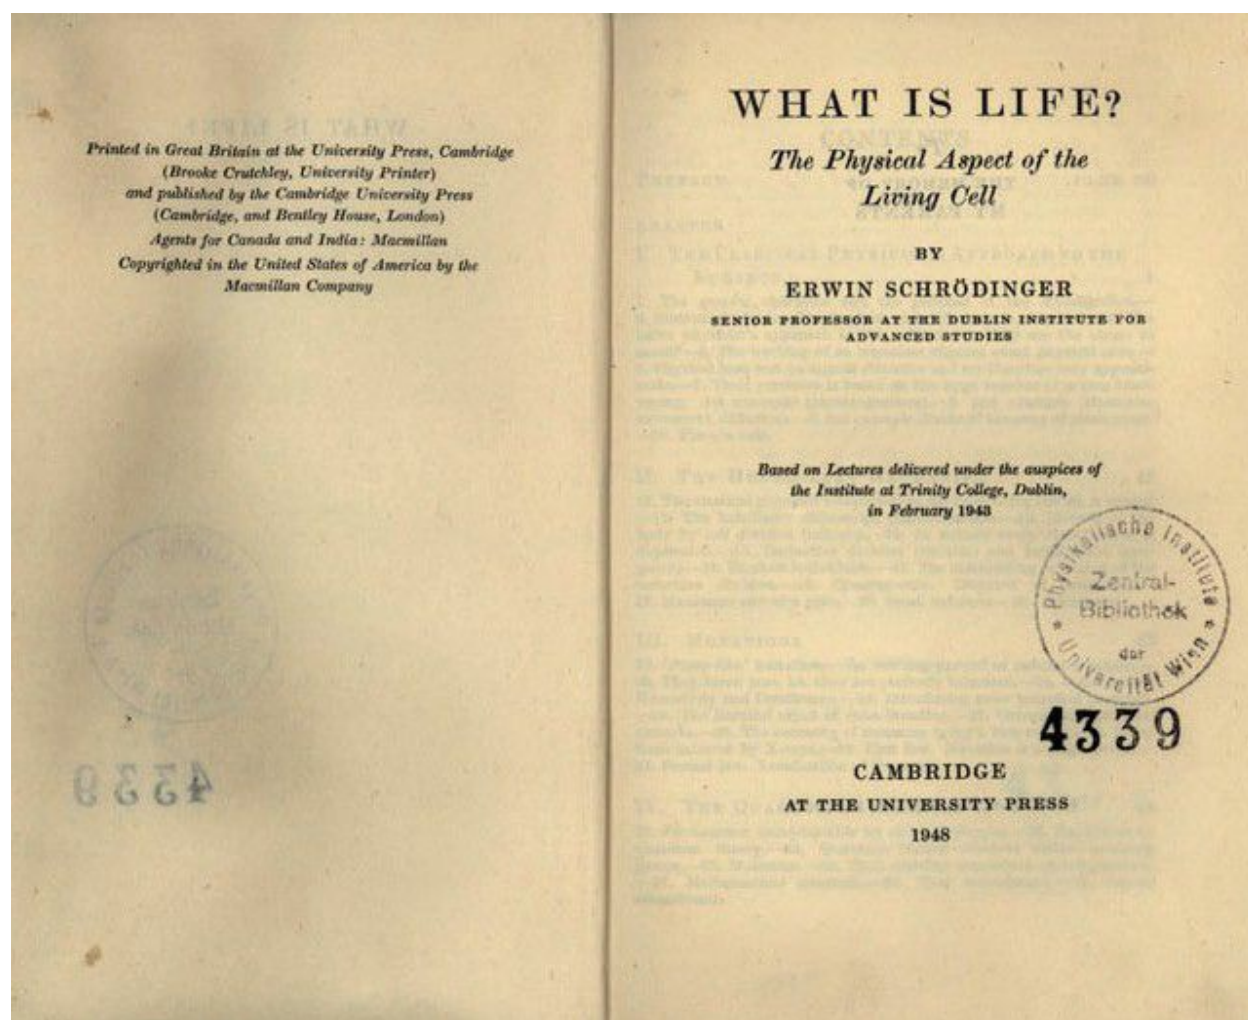 Printed in Great Britain at the University Press, Cambridge
(Brooke Crutchley, University Printer)
and published by the Cambridge University Press
(Cambridge, and Bentley House, London)
Agents for Canada and India: Macmillan
Copyrighted in the United States of America by the
Macmillan Company
WHAT IS LIFE?
The Physical Aspect of the
Living Cell
BY
ERWIN SCHRÖDINGER
SENIOR PROFESSOR AT THE DUBLIN INSTITUTE FOR
ADVANCED STUDIES
Based on Lectures delivered under the auspices of
the Institute at Trinity College, Dublin,
in February 1943
Physikalische Institute
Zentral-
Bibliothek
der
Universität Wien
4339
CAMBRIDGE
AT THE UNIVERSITY PRESS
1948